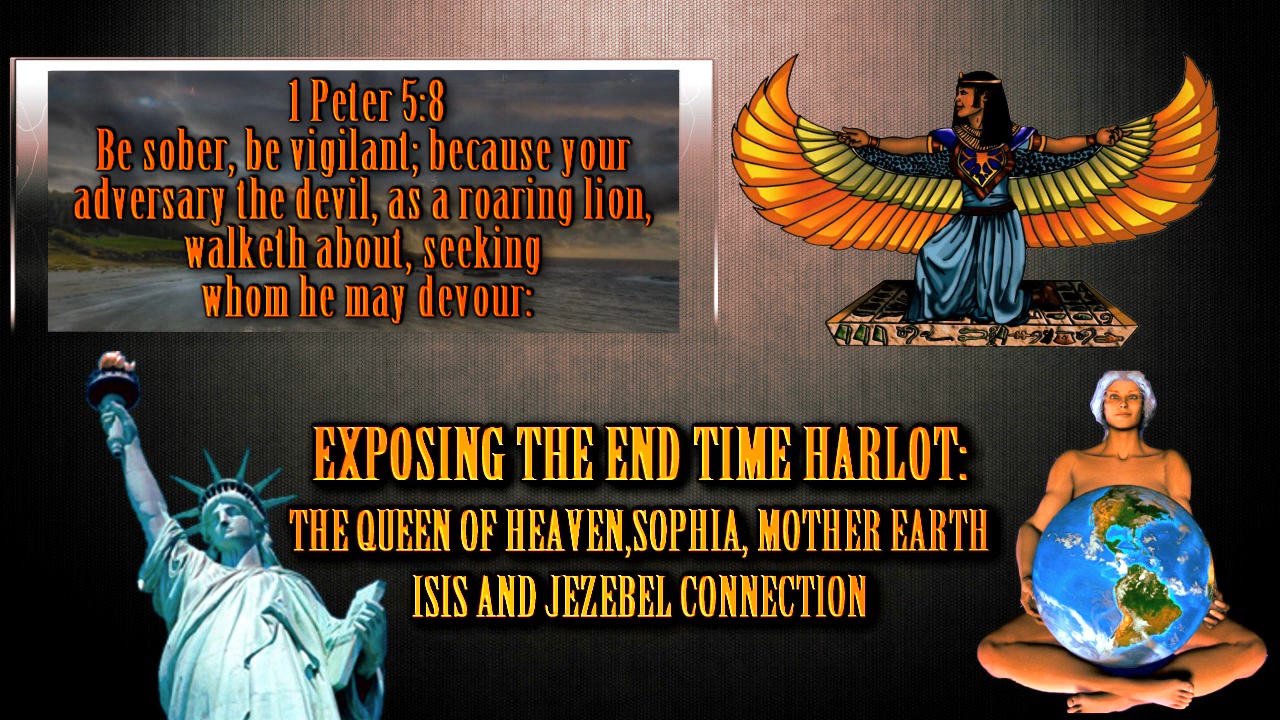 1 Peter 5:8
Be sober, be vigilant; because your
adversary the devil, as a roaring lion,
walketh about, seeking
whom he may devour:
EXPOSING THE END TIME HARLOT:
THE QUEEN OF HEAVEN,SOPHIA, MOTHER EARTH
ISIS AND JEZEBEL CONNECTION